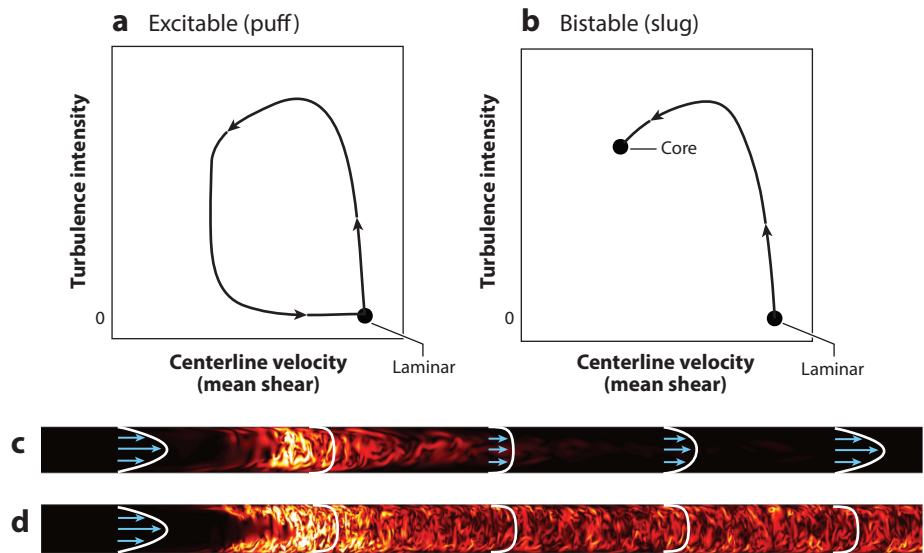 a Excitable (puff)
Turbulence intensity
0
Centerline velocity
(mean shear)
Laminar
b Bistable (slug)
Turbulence intensity
Core
0
Centerline velocity
(mean shear)
Laminar
c
d